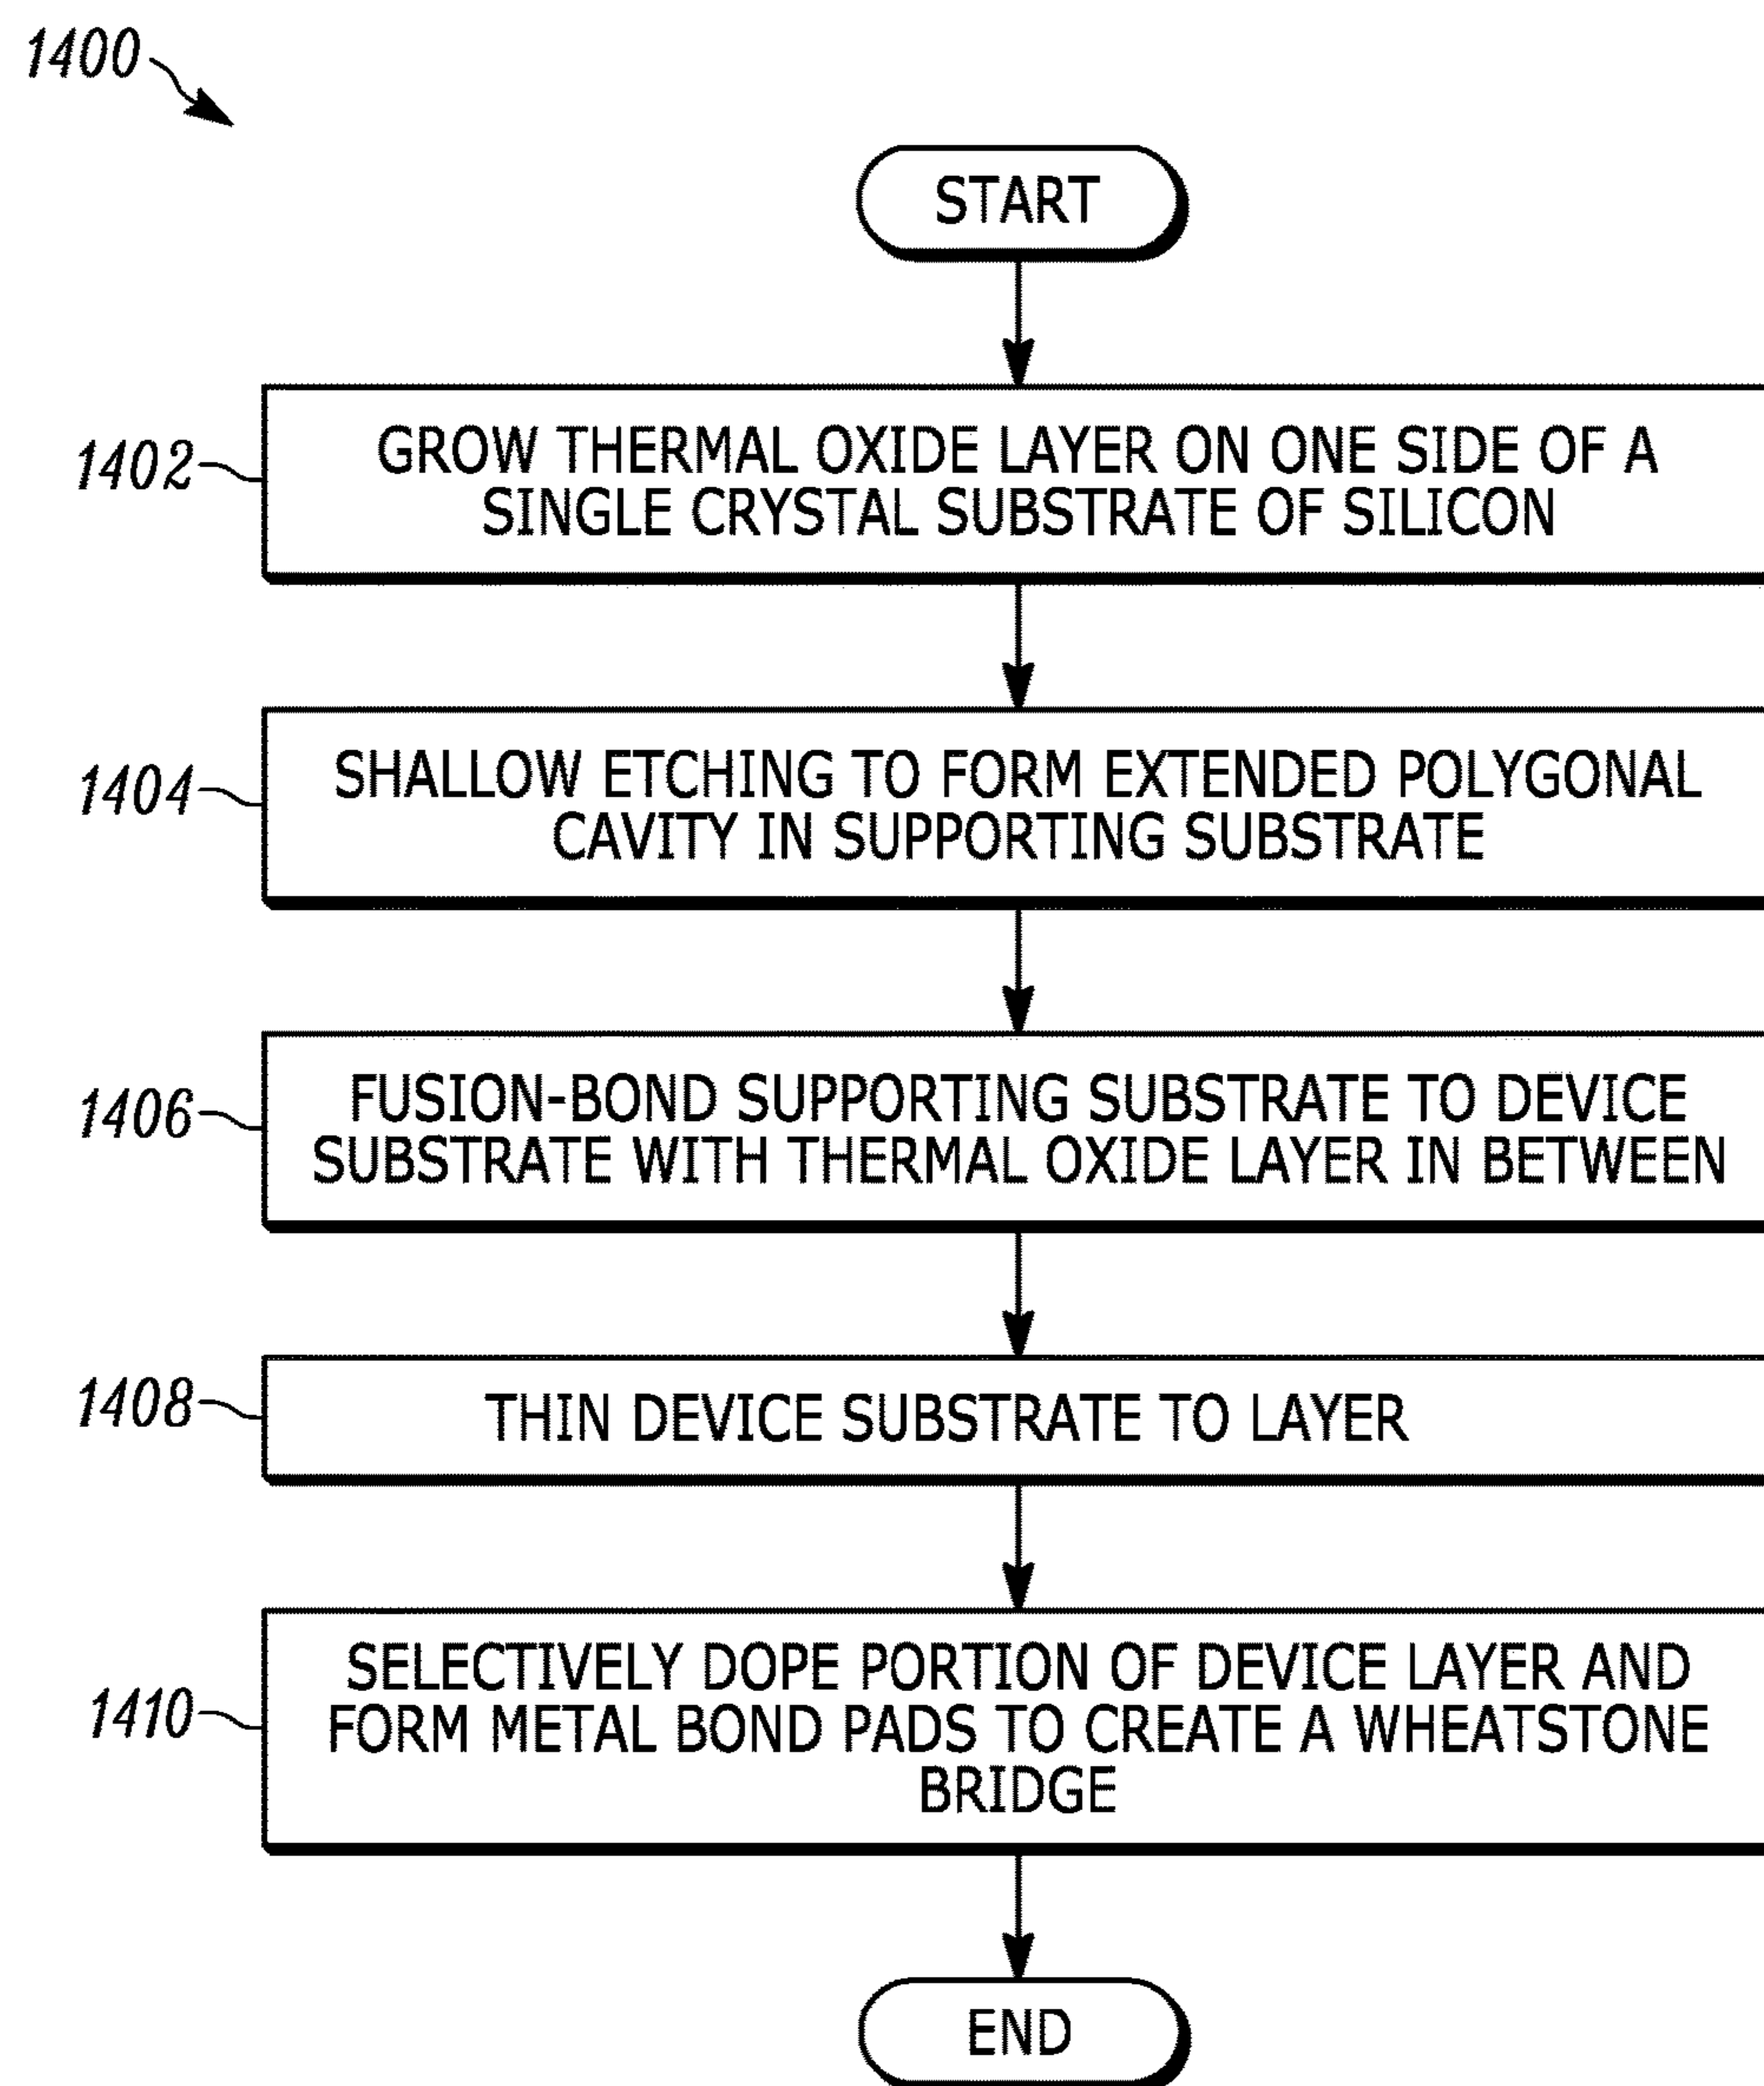 1400
START
1402
GROW THERMAL OXIDE LAYER ON ONE SIDE OF A
SINGLE CRYSTAL SUBSTRATE OF SILICON
1404
SHALLOW ETCHING TO FORM EXTENDED POLYGONAL
CAVITY IN SUPPORTING SUBSTRATE
1406
FUSION-BOND SUPPORTING SUBSTRATE TO DEVICE
SUBSTRATE WITH THERMAL OXIDE LAYER IN BETWEEN
1408
THIN DEVICE SUBSTRATE TO LAYER
1410
SELECTIVELY DOPE PORTION OF DEVICE LAYER AND
FORM METAL BOND PADS TO CREATE A WHEATSTONE
BRIDGE
END